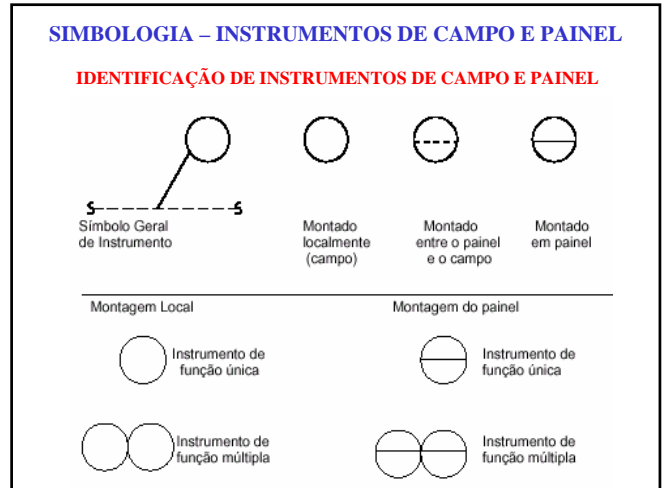 SIMBOLOGIA – INSTRUMENTOS DE CAMPO E PAINEL
IDENTIFICAÇÃO DE INSTRUMENTOS DE CAMPO E PAINEL
Símbolo Geral
de Instrumento
Montado
localmente
(campo)
Montado
entre o painel
e o campo
Montado
em painel
Montagem Local
Montagem do painel
Instrumento de
função única
Instrumento de
função única
Instrumento de
função múltipla
Instrumento de
função múltipla